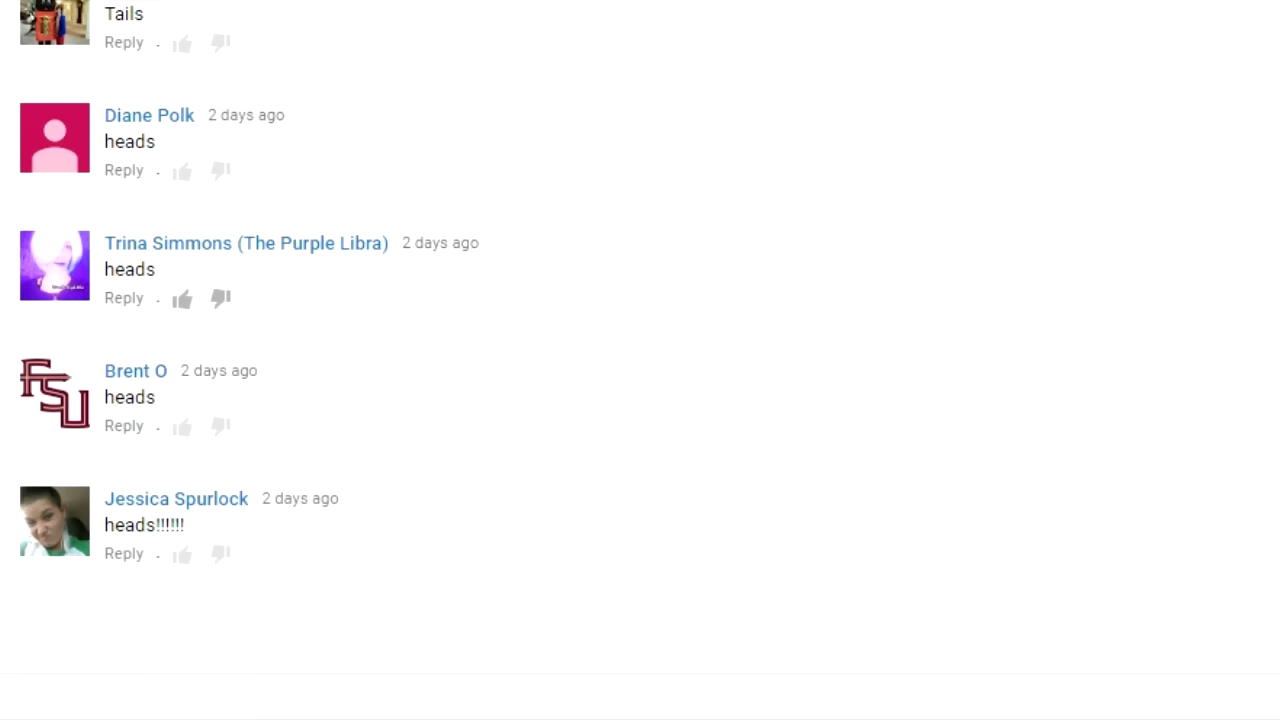 Tails
Reply .
Diane Polk 2 days ago
heads
Reply .
Trina Simmons (The Purple Libra) 2 days ago
heads
Reply .
FSU
Brent O 2 days ago
heads
Reply .
Jessica Spurlock 2 days ago
heads!!!!!!
Reply .